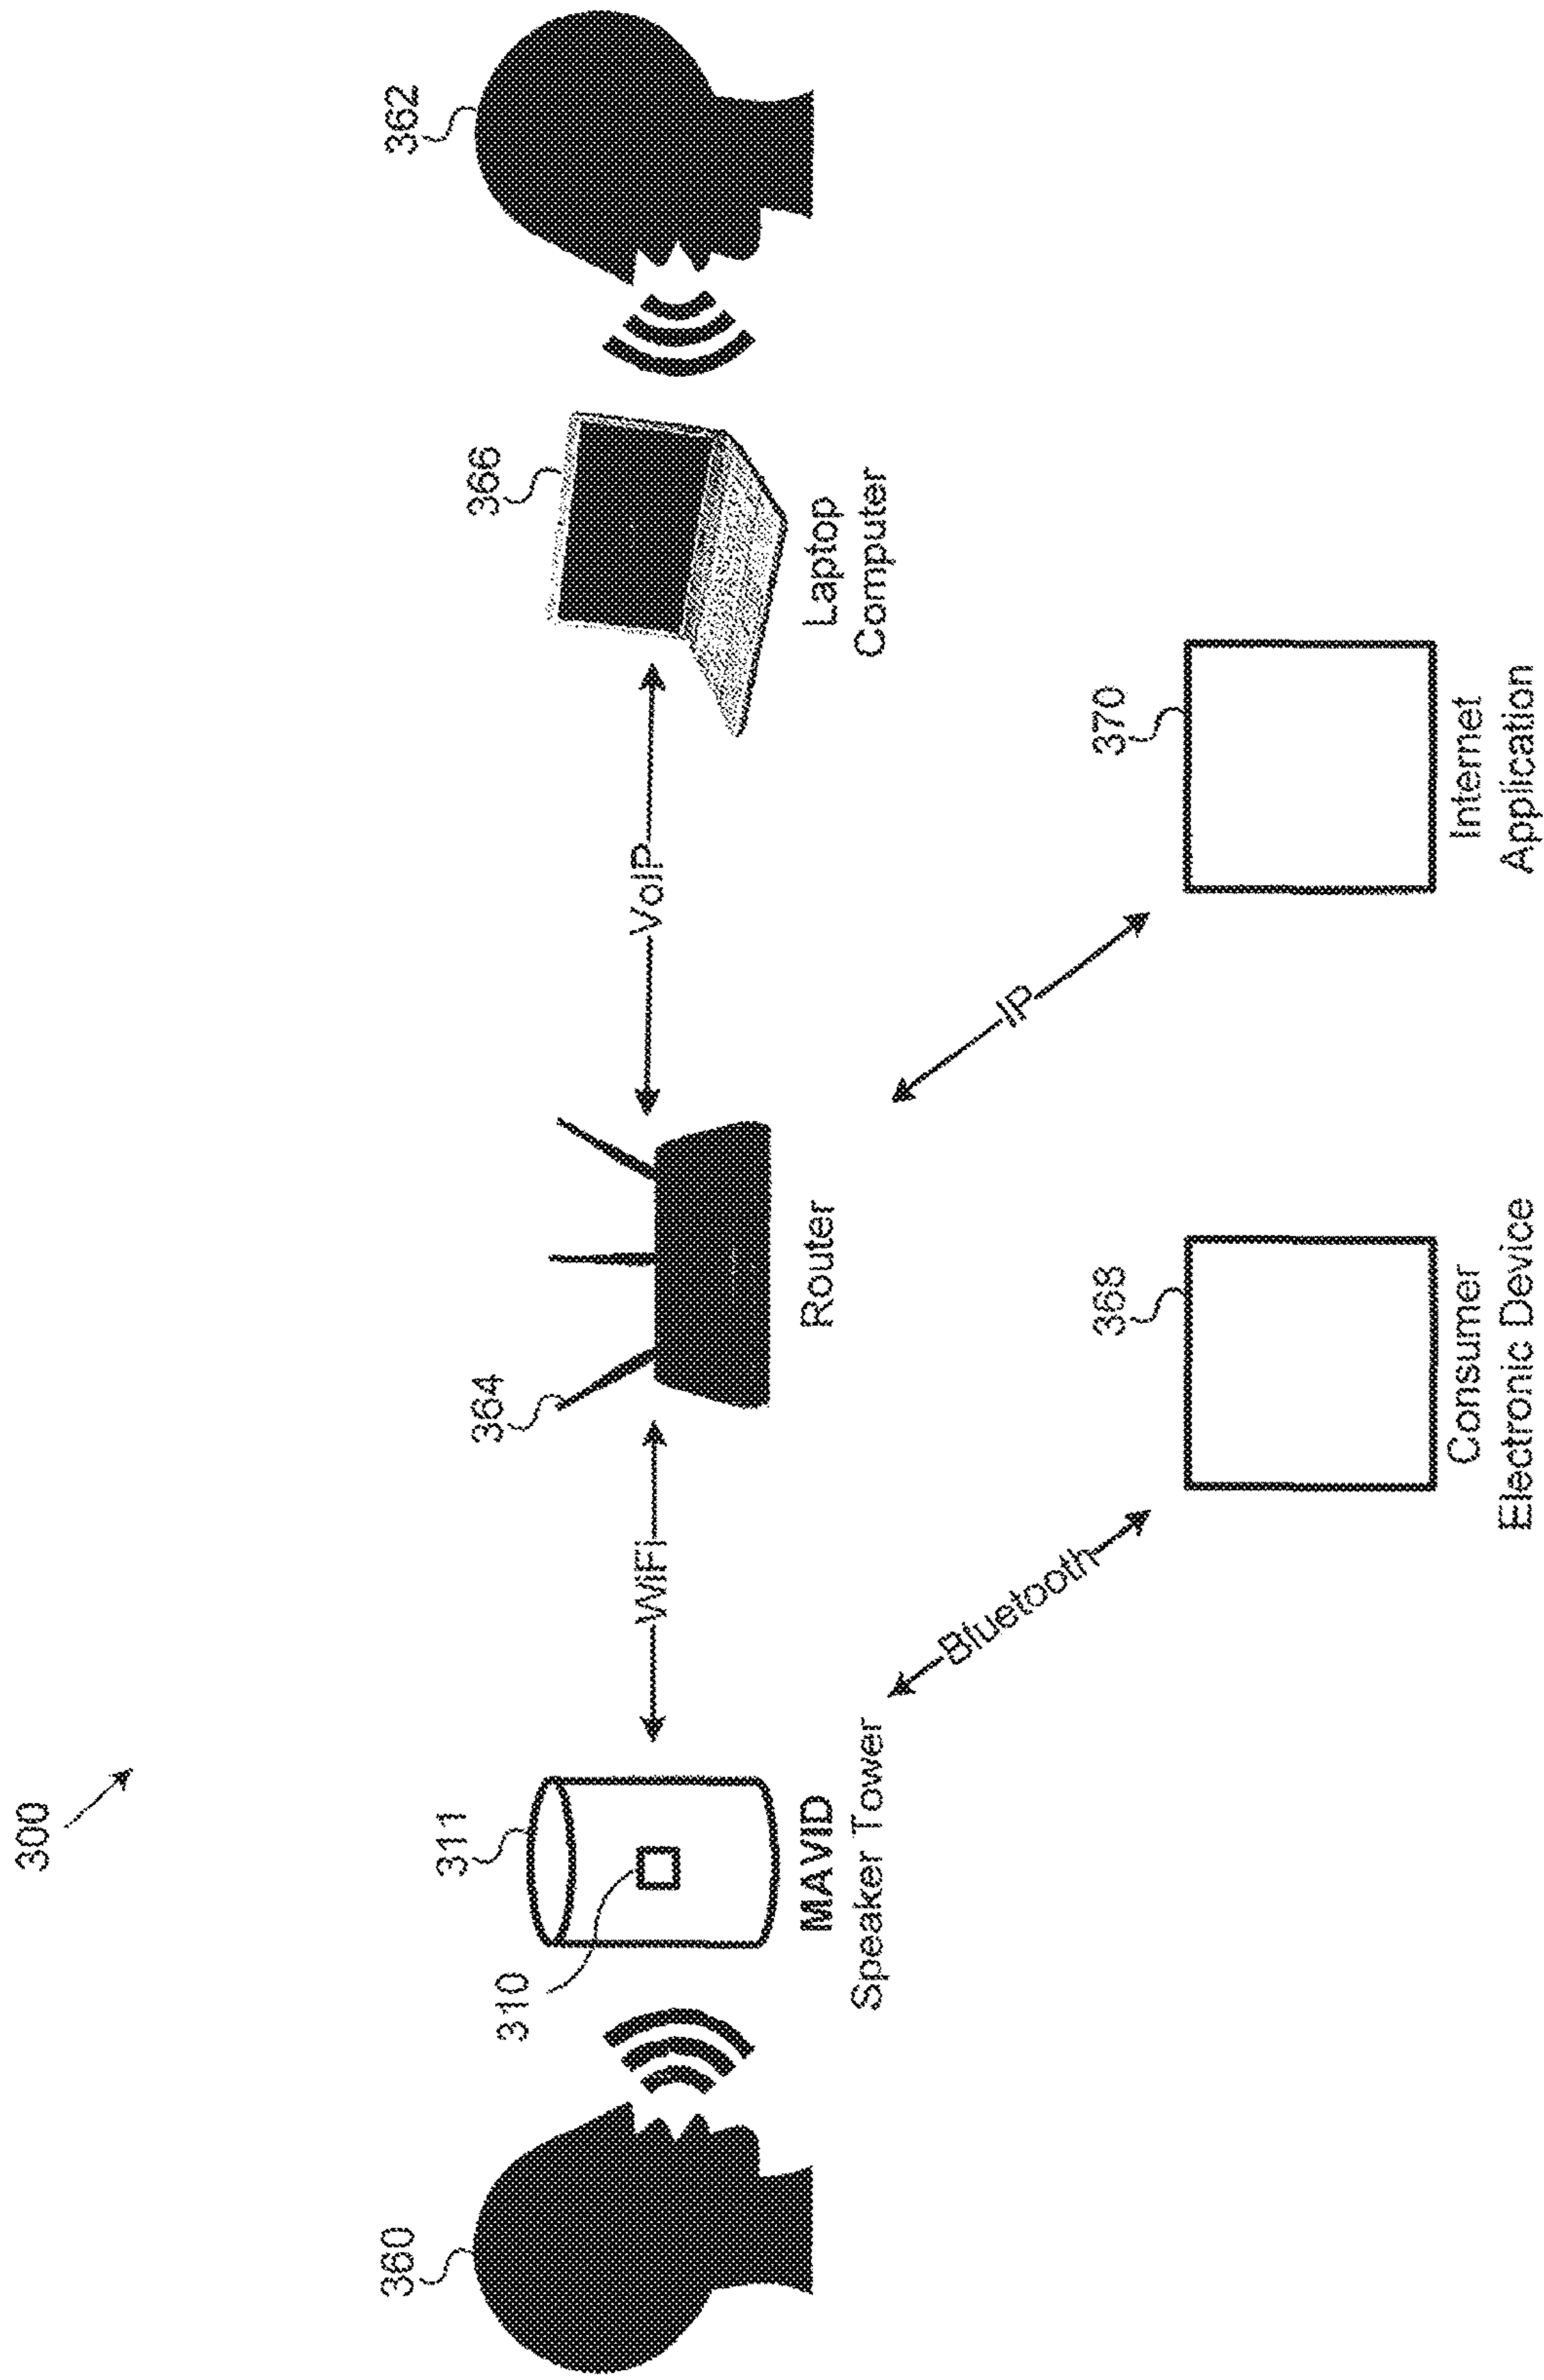 300
360
310
311
MAVID
Speaker Tower
WiFi
364
Router
VoIP
366
Laptop
Computer
362
Bluetooth
368
Consumer
Electronic Device
IP
370
Internet
Application